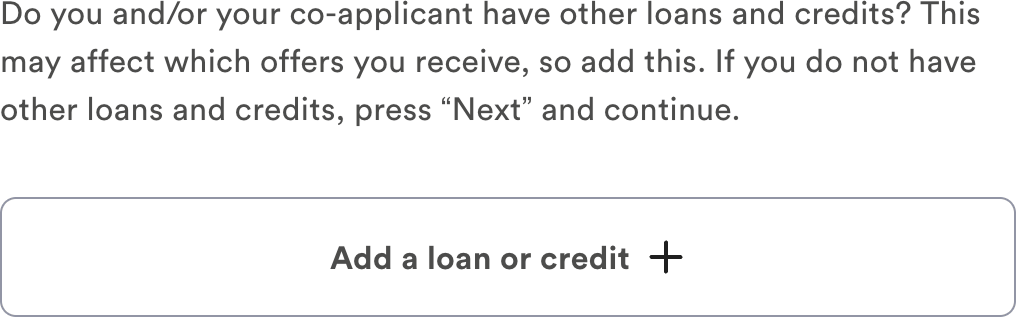 Do you and/or your co-applicant have other loans and credits? This
may affect which offers you receive, so add this. If you do not have
other loans and credits, press “Next” and continue.
Add a loan or credit